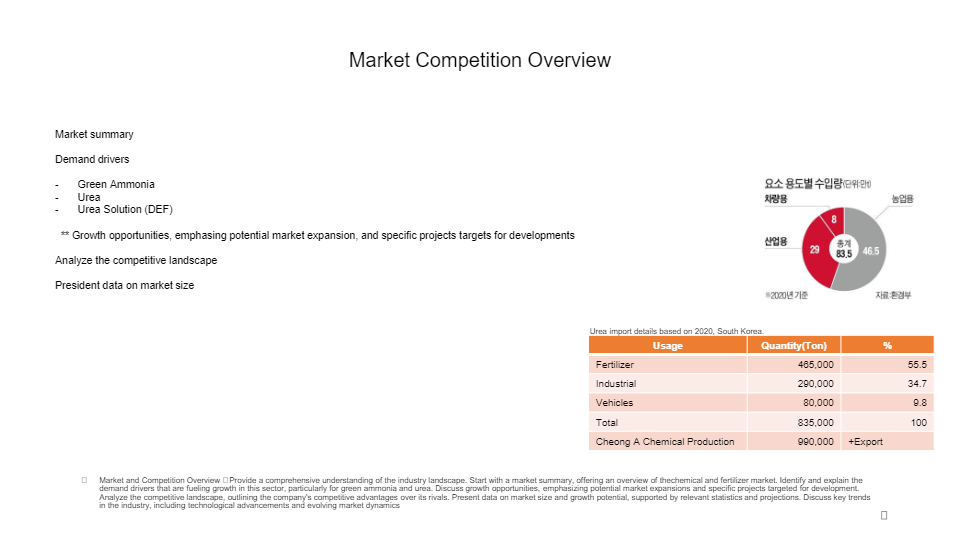 Market Competition Overview
Market summary
Demand drivers
- Green Ammonia
- Urea
- Urea Solution (DEF)
** Growth opportunities, emphasing potential market expansion, and specific projects targets for developments
Analyze the competitive landscape
President data on market size
요소 용도별 수입량(단위:만t)
차량용
농업용
8
산업용
29
총계
83.5
46.5
※2020년 기준
자료:환경부
Urea import details based on 2020, South Korea.
Usage Quantity(Ton) %
Fertilizer 465,000 55.5
Industrial 290,000 34.7
Vehicles 80,000 9.8
Total 835,000 100
Cheong A Chemical Production 990,000 +Export
Market and Competition Overview Provide a comprehensive understanding of the industry landscape. Start with a market summary, offering an overview of thechemical and fertilizer market. Identify and explain the
demand drivers that are fueling growth in this sector, particularly for green ammonia and urea. Discuss growth opportunities, emphasizing potential market expansions and specific projects targeted for development.
Analyze the competitive landscape, outlining the company's competitive advantages over its rivals. Present data on market size and growth potential, supported by relevant statistics and projections. Discuss key trends
in the industry, including technological advancements and evolving market dynamics